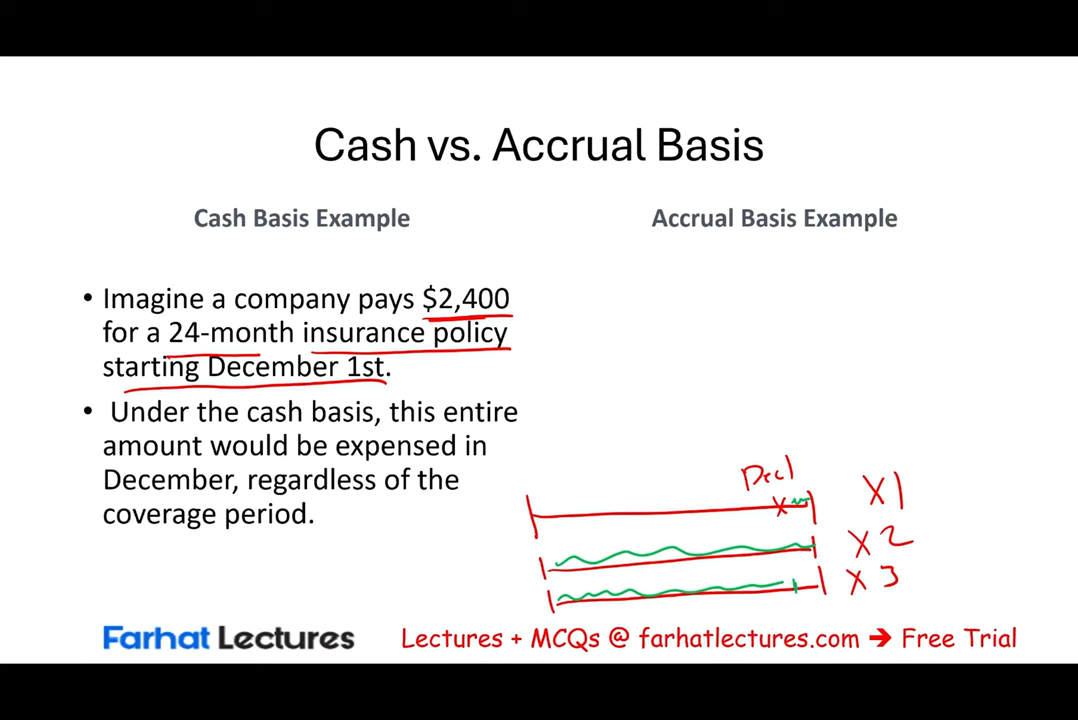 Cash vs. Accrual Basis
Cash Basis Example
Accrual Basis Example
• Imagine a company pays $2,400
for a 24-month insurance policy
starting December 1st.
• Under the cash basis, this entire
amount would be expensed in
December, regardless of the
coverage period.
Dec 1
X1
X2
X3
Farhat Lectures
Lectures + MCQs @ farhatlectures.com → Free Trial